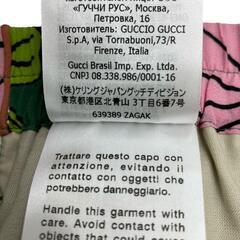 "ГУЧЧИ РУС", Москва,
Петровка, 16
Изготовитель: GUCCIO GUCCI
S.p.A, via Tornabuoni,73/R
Firenze, Italia
Gucci Brasil Imp. Exp. Ltda.
CNPJ 08.338.986/0001-16
(株)ケリングジャパングッチディビジョン
東京都港区北青山 3丁目6番7号
639389 ZAGAK
Trattare questo capo con
attenzione, evitando il contatto
con oggetti che
potrebbero danneggiarlo.
Handle this garment with
care. Avoid contact with
objects that could cause